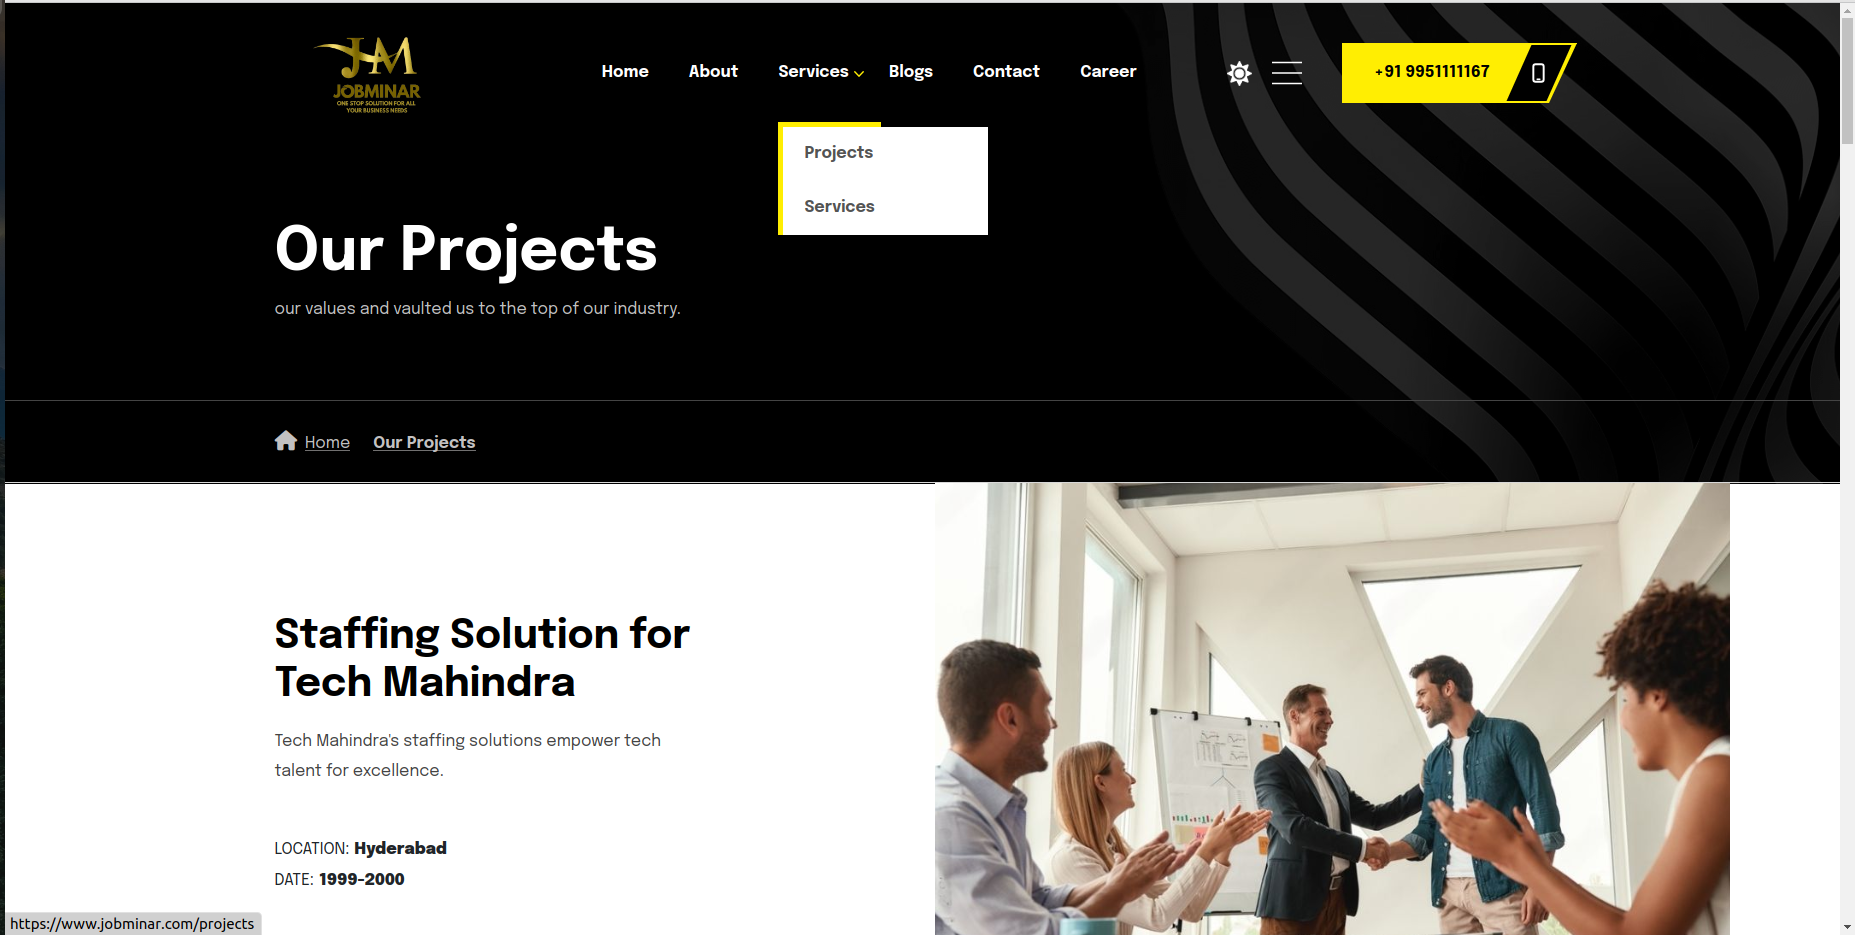 JM
JOBMINAR
ONE STOP SOLUTION FOR ALL
YOUR BUSINESS NEEDS
Home
About
Services
Blogs
Contact
Career
+91 9951111167
Projects
Services
Our Projects
our values and vaulted us to the top of our industry.
Home
Our Projects
Staffing Solution for
Tech Mahindra
Tech Mahindra's staffing solutions empower tech
talent for excellence.
LOCATION: Hyderabad
DATE: 1999-2000
https://www.jobminar.com/projects